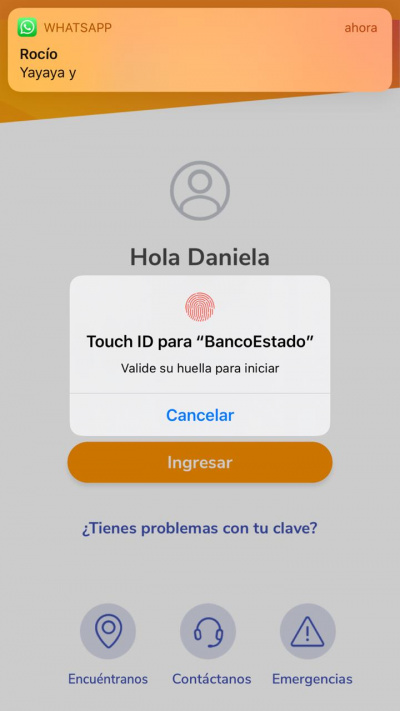 WHATSAPP
ahora
Rocío
Yayaya y
Hola Daniela
Touch ID para “BancoEstado”
Valide su huella para iniciar
Cancelar
Ingresar
¿Tienes problemas con tu clave?
Encuéntranos
Contáctanos
Emergencias